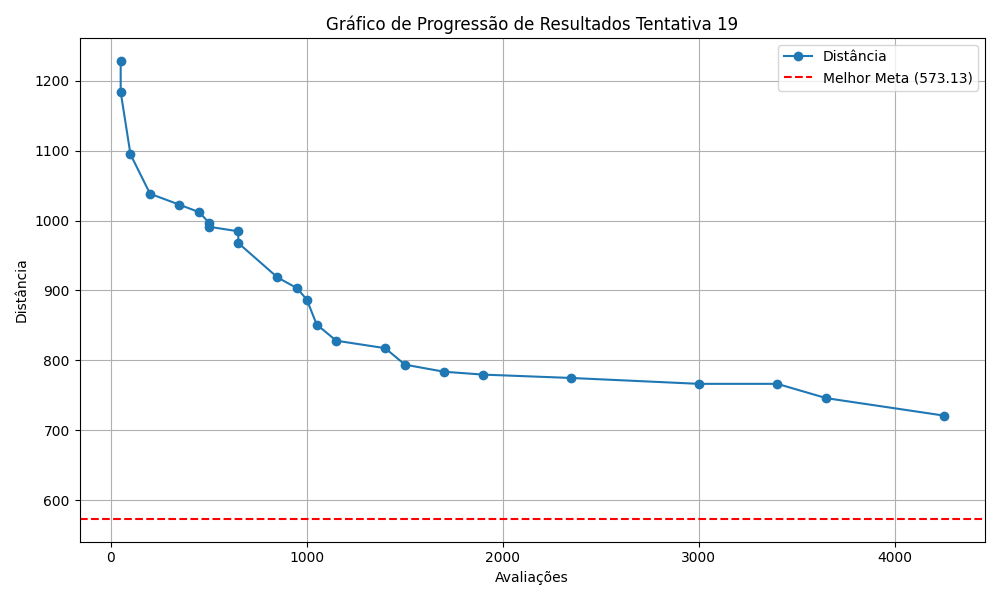 Gráfico de Progressão de Resultados Tentativa 19
Distância
Melhor Meta (573.13)
1200
1100
1000
900
800
700
600
Distância
0
1000
2000
3000
4000
Avaliações